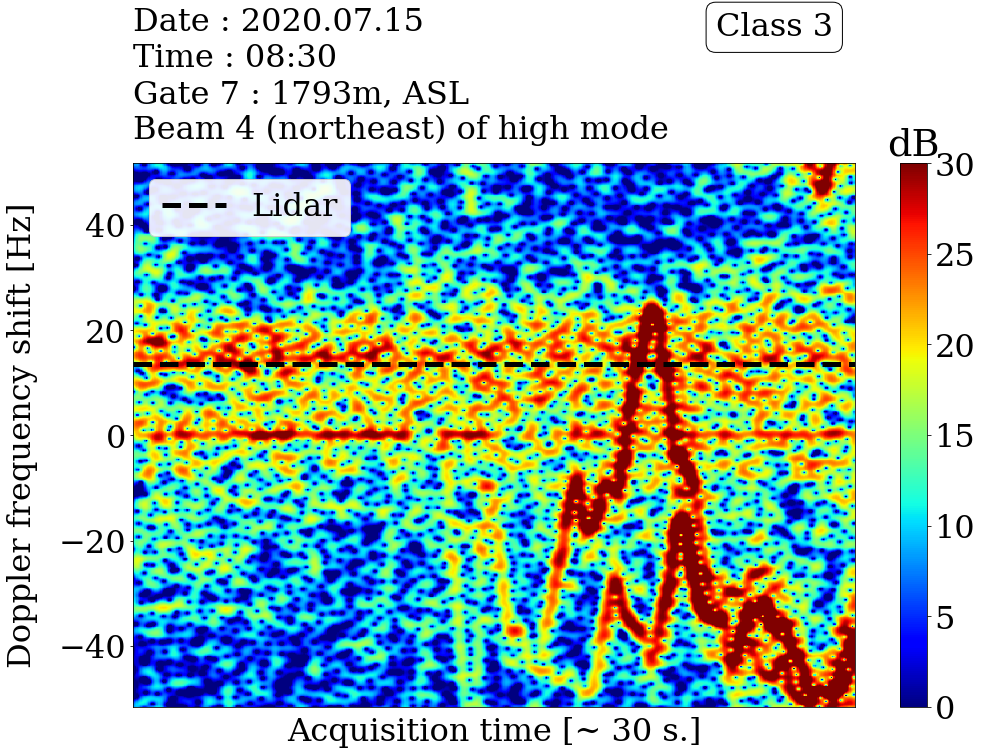 Date : 2020.07.15
Time : 08:30
Gate 7 : 1793m, ASL
Beam 4 (northeast) of high mode
Class 3
dB
Lidar
Doppler frequency shift [Hz]
40
20
0
−20
−40
Acquisition time [~ 30 s.]
30
25
20
15
10
5
0